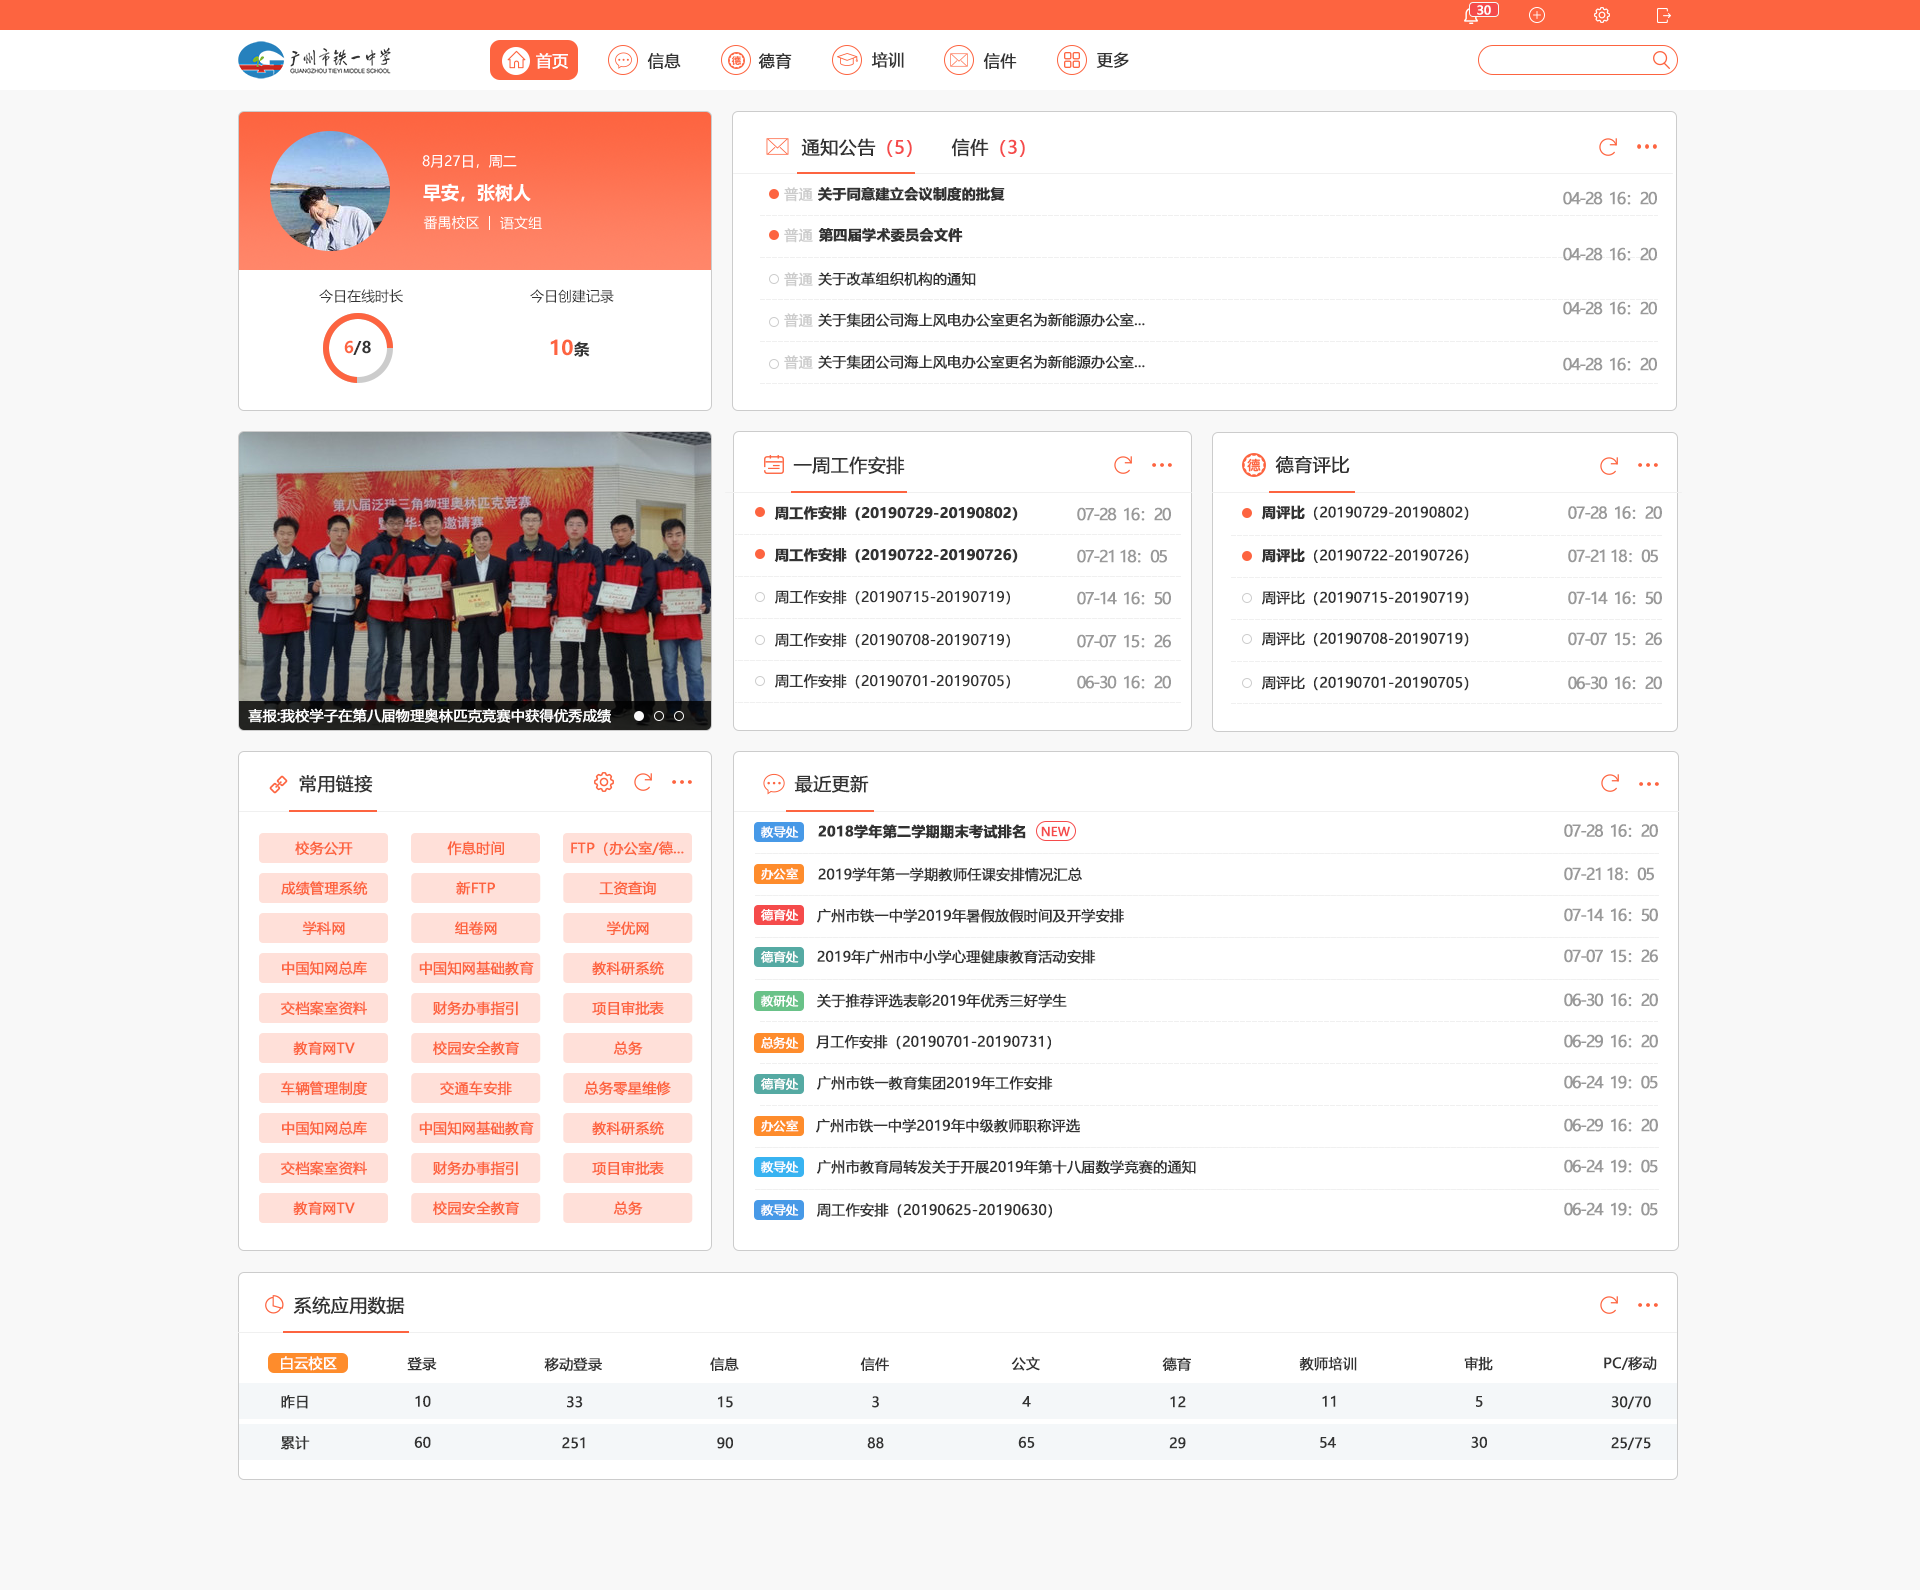 30
广州市铁一中学
GUANGZHOU TIEYI MIDDLE SCHOOL
首页 信息 德 德育 培训 信件 更多
8月27日，周二
早安，张树人
番禺校区 | 语文组
今日在线时长 今日创建记录
6/8 10条
通知公告（5） 信件（3）
普通 关于同意建立会议制度的批复 04-28 16：20
普通 第四届学术委员会文件 04-28 16：20
普通 关于改革组织机构的通知 04-28 16：20
普通 关于集团公司海上风电办公室更名为新能源办公室...
普通 关于集团公司海上风电办公室更名为新能源办公室... 04-28 16：20
第八届泛珠三角物理奥林匹克竞赛
邀请赛
喜报:我校学子在第八届物理奥林匹克竞赛中获得优秀成绩
一周工作安排
周工作安排（20190729-20190802） 07-28 16：20
周工作安排（20190722-20190726） 07-21 18：05
周工作安排（20190715-20190719） 07-14 16：50
周工作安排（20190708-20190719） 07-07 15：26
周工作安排（20190701-20190705） 06-30 16：20
德 德育评比
周评比（20190729-20190802） 07-28 16：20
周评比（20190722-20190726） 07-21 18：05
周评比（20190715-20190719） 07-14 16：50
周评比（20190708-20190719） 07-07 15：26
周评比（20190701-20190705） 06-30 16：20
常用链接
校务公开 作息时间 FTP（办公室/德...
成绩管理系统 新FTP 工资查询
学科网 组卷网 学优网
中国知网总库 中国知网基础教育 教科研系统
交档案室资料 财务办事指引 项目审批表
教育网TV 校园安全教育 总务
车辆管理制度 交通车安排 总务零星维修
中国知网总库 中国知网基础教育 教科研系统
交档案室资料 财务办事指引 项目审批表
教育网TV 校园安全教育 总务
最近更新
教导处 2018学年第二学期期末考试排名 NEW 07-28 16：20
办公室 2019学年第一学期教师任课安排情况汇总 07-21 18：05
德育处 广州市铁一中学2019年暑假放假时间及开学安排 07-14 16：50
德育处 2019年广州市中小学心理健康教育活动安排 07-07 15：26
教研处 关于推荐评选表彰2019年优秀三好学生 06-30 16：20
总务处 月工作安排（20190701-20190731） 06-29 16：20
德育处 广州市铁一教育集团2019年工作安排 06-24 19：05
办公室 广州市铁一中学2019年中级教师职称评选 06-29 16：20
教导处 广州市教育局转发关于开展2019年第十八届数学竞赛的通知 06-24 19：05
教导处 周工作安排（20190625-20190630） 06-24 19：05
系统应用数据
白云校区 登录 移动登录 信息 信件 公文 德育 教师培训 审批 PC/移动
昨日 10 33 15 3 4 12 11 5 30/70
累计 60 251 90 88 65 29 54 30 25/75